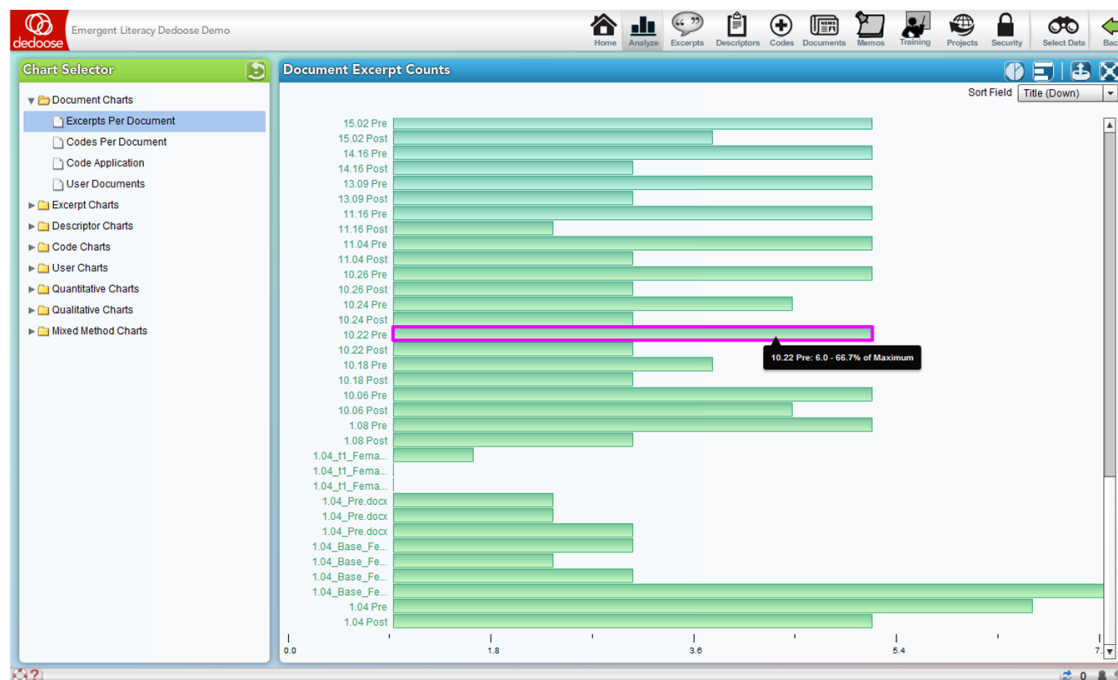 dedoose
Emergent Literacy Dedoose Demo
Home Analyze Excerpts Descriptors Codes Documents Memos Training Projects Security Select Data Bac
Chart Selector
Document Charts
Excerpts Per Document
Codes Per Document
Code Application
User Documents
Excerpt Charts
Descriptor Charts
Code Charts
User Charts
Quantitative Charts
Qualitative Charts
Mixed Method Charts
Document Excerpt Counts
Sort Field Title (Down)
15.02 Pre
15.02 Post
14.16 Pre
14.16 Post
13.09 Pre
13.09 Post
11.16 Pre
11.16 Post
11.04 Pre
11.04 Post
10.26 Pre
10.26 Post
10.24 Pre
10.24 Post
10.22 Pre
10.22 Post
10.22 Pre: 6.0 - 66.7% of Maximum
10.18 Pre
10.18 Post
10.06 Pre
10.06 Post
1.08 Pre
1.08 Post
1.04_t1_Fema...
1.04_t1_Fema...
1.04_t1_Fema...
1.04_Pre.docx
1.04_Pre.docx
1.04_Pre.docx
1.04_Base_Fe...
1.04_Base_Fe...
1.04_Base_Fe...
1.04_Base_Fe...
1.04 Pre
1.04 Post
0.0 1.8 3.6 5.4 7.
0